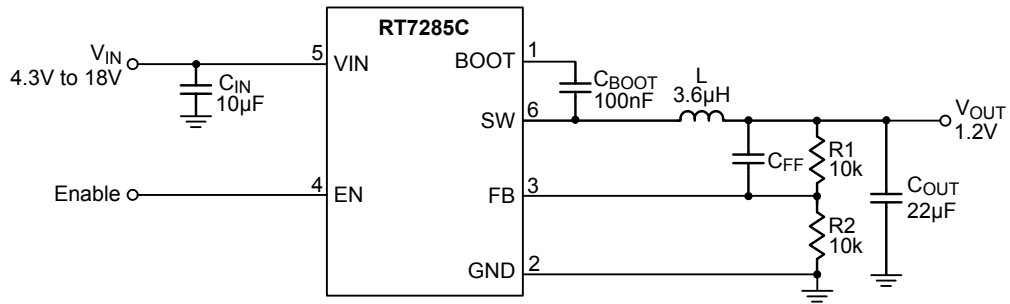 RT7285C
VIN
4.3V to 18V
CIN
10μF
5
VIN
BOOT
1
CBOOT
100nF
L
3.6μH
SW
6
VOUT
1.2V
CFF
R1
10k
COUT
22μF
Enable
4
EN
FB
3
R2
10k
GND
2